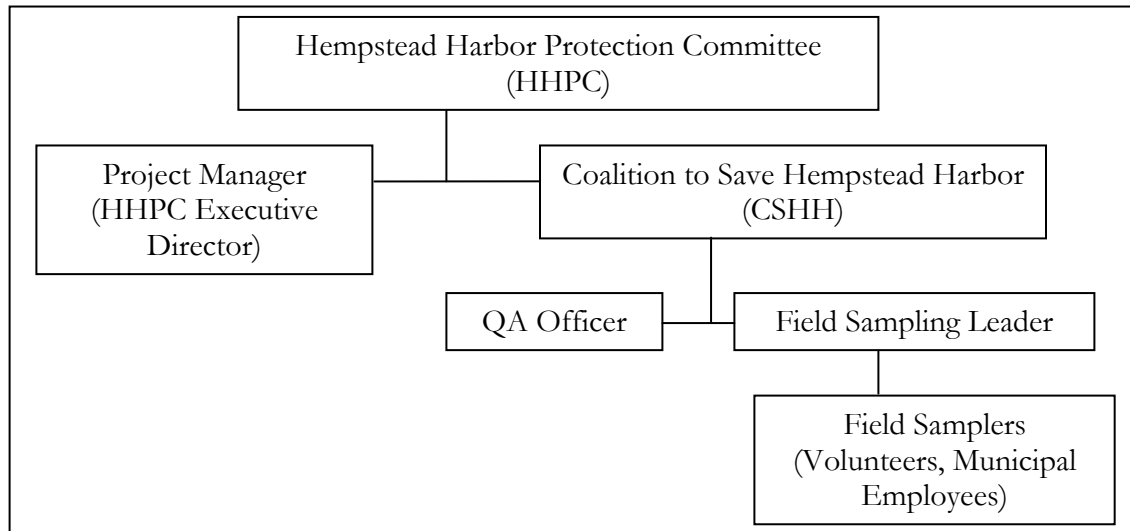 Hempstead Harbor Protection Committee
(HHPC)
Project Manager
(HHPC Executive
Director)
Coalition to Save Hempstead Harbor
(CSHH)
QA Officer
Field Sampling Leader
Field Samplers
(Volunteers, Municipal
Employees)